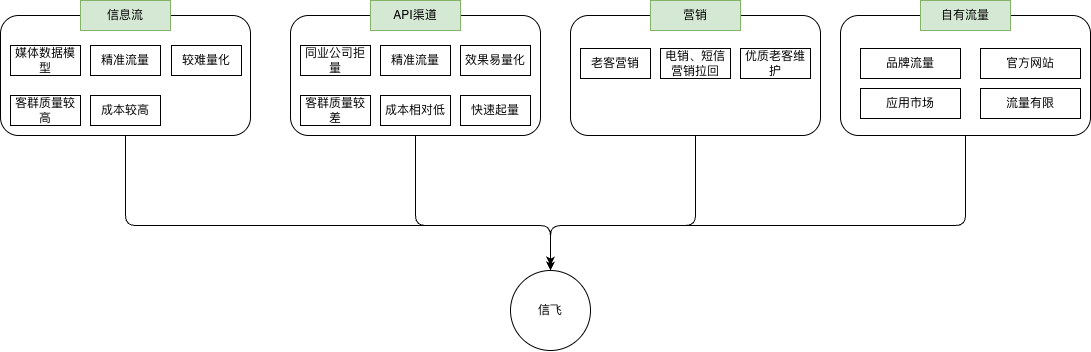 信息流
媒体数据模
型
精准流量
较难量化
客群质量较
高
成本较高
API渠道
同业公司拒
量
精准流量
效果易量化
客群质量较
差
成本相对低
快速起量
营销
老客营销
电销、短信
营销拉回
优质老客维
护
自有流量
品牌流量
官方网站
应用市场
流量有限
信飞